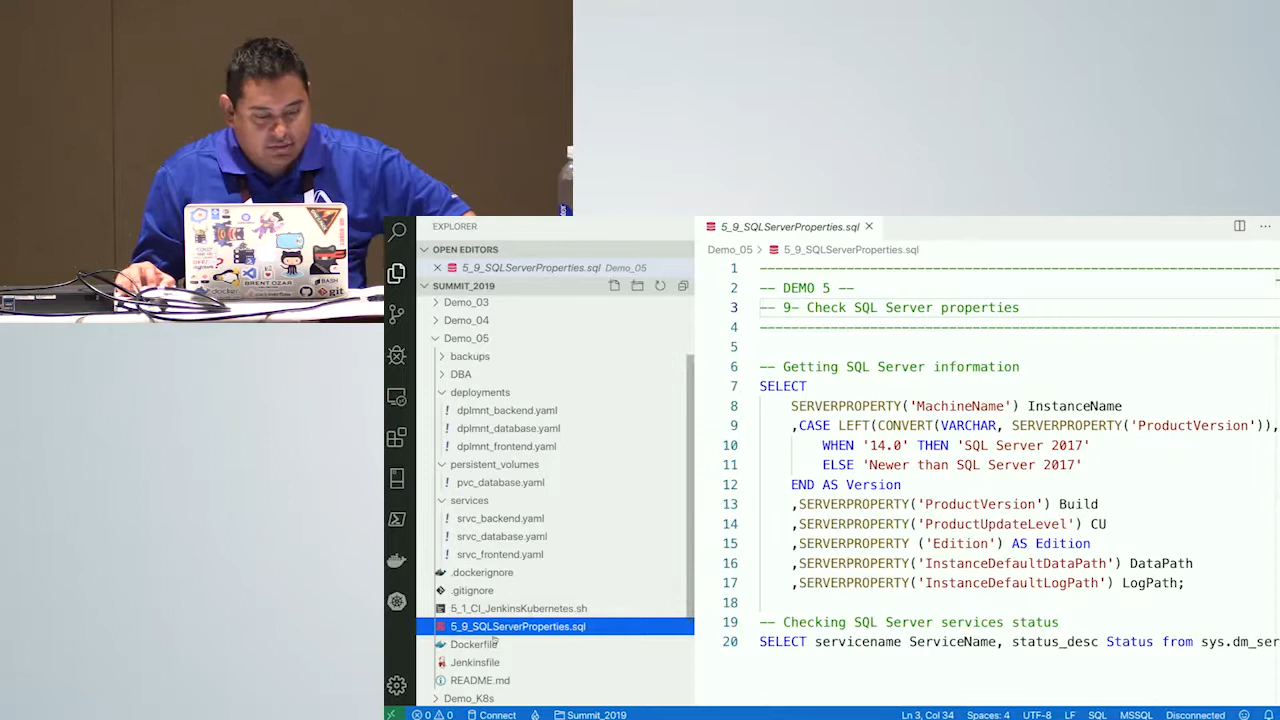 BRENT OZAR
BASH
docker
git
EXPLORER
OPEN EDITORS
5_9_SQLServerProperties.sql Demo_05
SUMMIT_2019
Demo_03
Demo_04
Demo_05
backups
DBA
deployments
! dplmnt_backend.yaml
! dplmnt_database.yaml
! dplmnt_frontend.yaml
persistent_volumes
! pvc_database.yaml
services
! srvc_backend.yaml
! srvc_database.yaml
! srvc_frontend.yaml
.dockerignore
.gitignore
5_1_CI_JenkinsKubernetes.sh
5_9_SQLServerProperties.sql
Dockerfile
Jenkinsfile
README.md
Demo_K8s
5_9_SQLServerProperties.sql
Demo_05 > 5_9_SQLServerProperties.sql
1 --------------------------------------------------------------------
2 -- DEMO 5 --
3 -- 9- Check SQL Server properties
4 --------------------------------------------------------------------
5
6 -- Getting SQL Server information
7 SELECT
8 SERVERPROPERTY('MachineName') InstanceName
9 ,CASE LEFT(CONVERT(VARCHAR, SERVERPROPERTY('ProductVersion')),
10 WHEN '14.0' THEN 'SQL Server 2017'
11 ELSE 'Newer than SQL Server 2017'
12 END AS Version
13 ,SERVERPROPERTY('ProductVersion') Build
14 ,SERVERPROPERTY('ProductUpdateLevel') CU
15 ,SERVERPROPERTY ('Edition') AS Edition
16 ,SERVERPROPERTY('InstanceDefaultDataPath') DataPath
17 ,SERVERPROPERTY('InstanceDefaultLogPath') LogPath;
18
19 -- Checking SQL Server services status
20 SELECT servicename ServiceName, status_desc Status from sys.dm_ser
0 0 Connect Summit_2019 Ln 3, Col 34 Spaces: 4 UTF-8 LF SQL MSSQL Disconnected